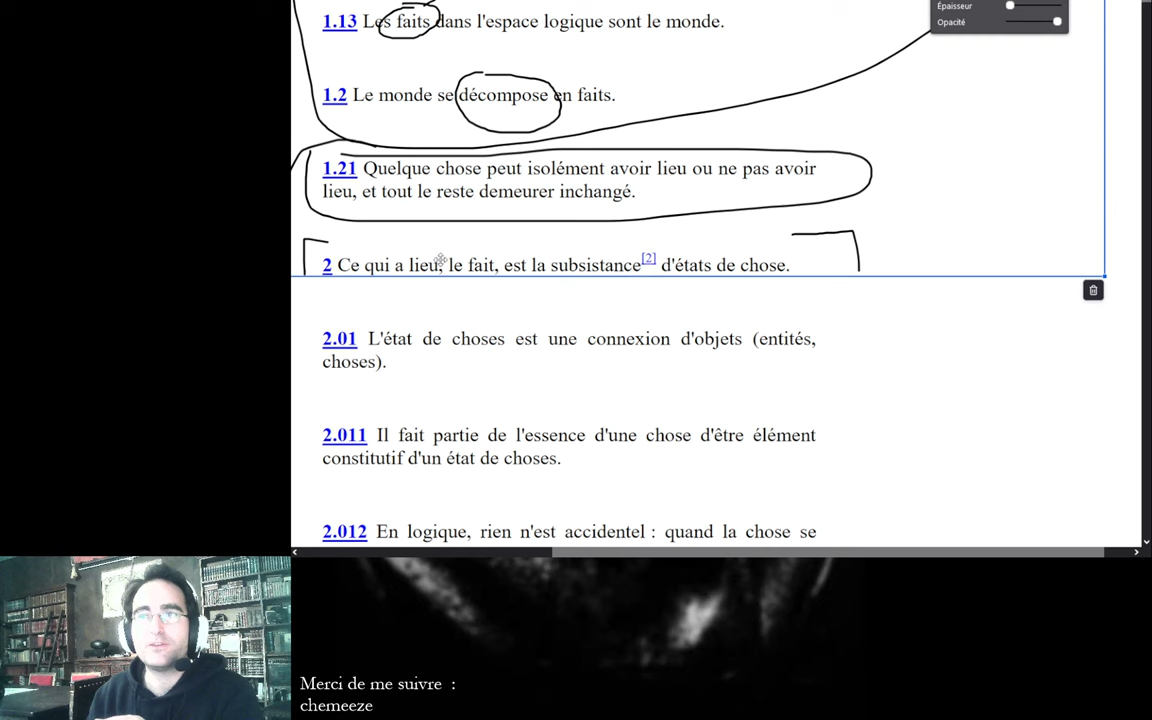 Épaisseur
Opacité
1.13 Les faits dans l'espace logique sont le monde.
1.2 Le monde se décompose en faits.
1.21 Quelque chose peut isolément avoir lieu ou ne pas avoir
lieu, et tout le reste demeurer inchangé.
2 Ce qui a lieu, le fait, est la subsistance[2] d'états de chose.
2.01 L'état de choses est une connexion d'objets (entités,
choses).
2.011 Il fait partie de l'essence d'une chose d'être élément
constitutif d'un état de choses.
2.012 En logique, rien n'est accidentel : quand la chose se
Merci de me suivre :
chemeeze